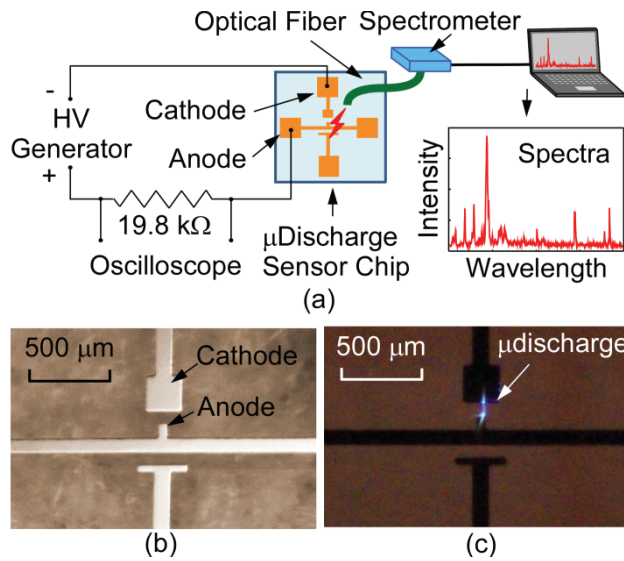 Optical Fiber
Spectrometer
-
HV
Generator
+
Cathode
Anode
19.8 kΩ
Oscilloscope
μDischarge
Sensor Chip
Intensity
Spectra
Wavelength
(a)
500 μm
Cathode
Anode
(b)
500 μm
μdischarge
(c)